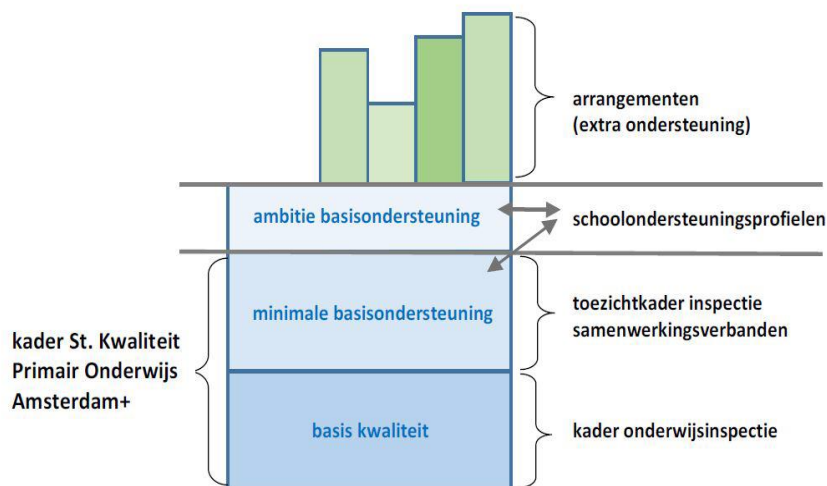 arrangementen
(extra ondersteuning)
ambitie basisondersteuning
schoolondersteuningsprofielen
minimale basisondersteuning
toezichtkader inspectie
samenwerkingsverbanden
kader St. Kwaliteit
Primair Onderwijs
Amsterdam+
basis kwaliteit
kader onderwijsinspectie